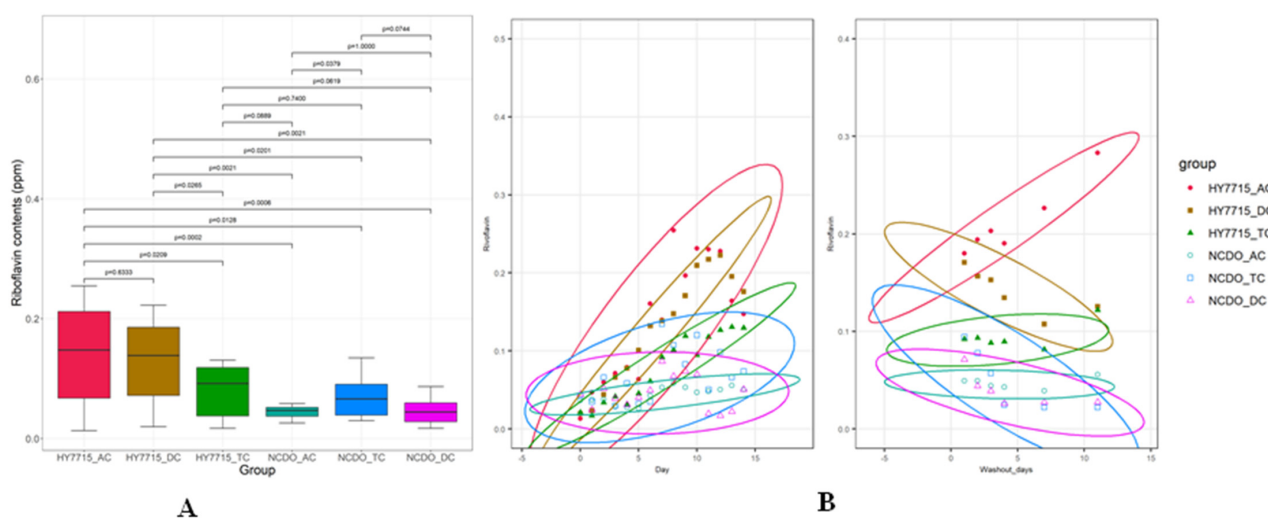 p=0.0744
p=1.0000
p=0.0379
p=0.0619
p=0.7400
p=0.0889
p=0.0021
p=0.0201
p=0.0021
p=0.0265
p=0.0006
p=0.0128
p=0.0002
p=0.0209
p=0.6333
Riboflavin contents (ppm)
0.6
0.4
0.2
0.0
HY7715_AC HY7715_DC HY7715_TC NCDO_AC NCDO_TC NCDO_DC
Group
A
Rivoflavin
0.5
0.4
0.3
0.2
0.1
0.0
-5 0 5 10 15
Day
Rivoflavin
0.4
0.3
0.2
0.1
0.0
-5 0 5 10 15
Washout_days
B
group
HY7715_AC
HY7715_DC
HY7715_TC
NCDO_AC
NCDO_TC
NCDO_DC